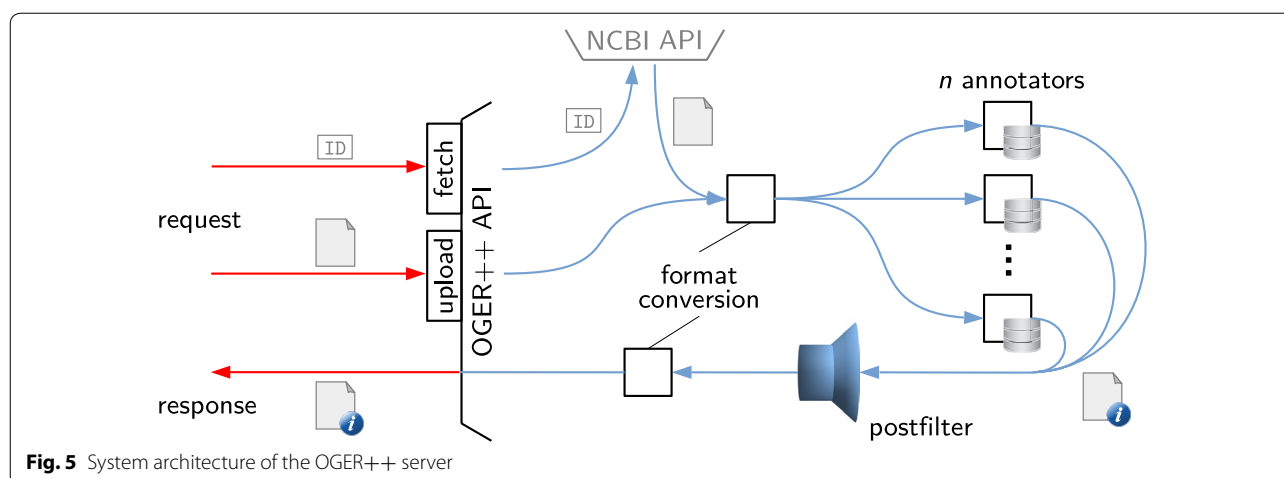 NCBI API
n annotators
ID
ID
fetch
request
upload
OGER++ API
format
conversion
response
i
i
postfilter
Fig. 5 System architecture of the OGER++ server